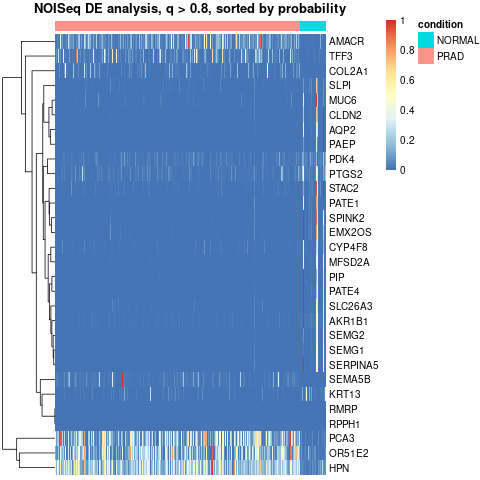 NOISeq DE analysis, q > 0.8, sorted by probability
1
0.8
0.6
0.4
0.2
0
condition
NORMAL
PRAD
AMACR
TFF3
COL2A1
SLPI
MUC6
CLDN2
AQP2
PAEP
PDK4
PTGS2
STAC2
PATE1
SPINK2
EMX2OS
CYP4F8
MFSD2A
PIP
PATE4
SLC26A3
AKR1B1
SEMG2
SEMG1
SERPINA5
SEMA5B
KRT13
RMRP
RPPH1
PCA3
OR51E2
HPN